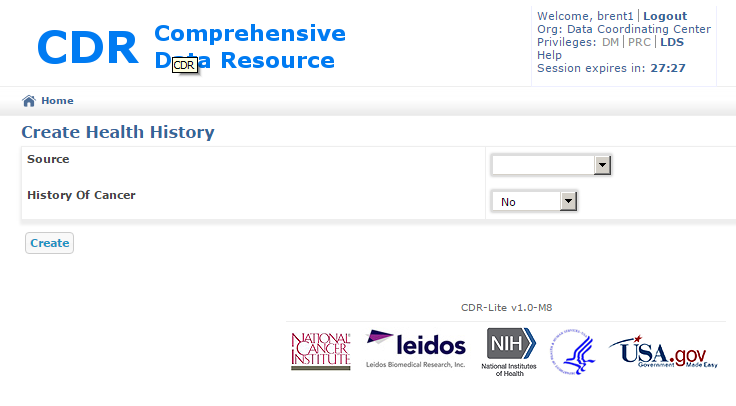 CDR
Comprehensive
Data Resource
CDR
Welcome, brent1 | Logout
Org: Data Coordinating Center
Privileges: DM | PRC | LDS
Help
Session expires in: 27:27
Home
Create Health History
Source
History Of Cancer
No
Create
CDR-Lite v1.0-M8
NATIONAL
CANCER
INSTITUTE
leidos
Leidos Biomedical Research, Inc.
NIH
National Institutes
of Health
USA.gov
Government Made Easy